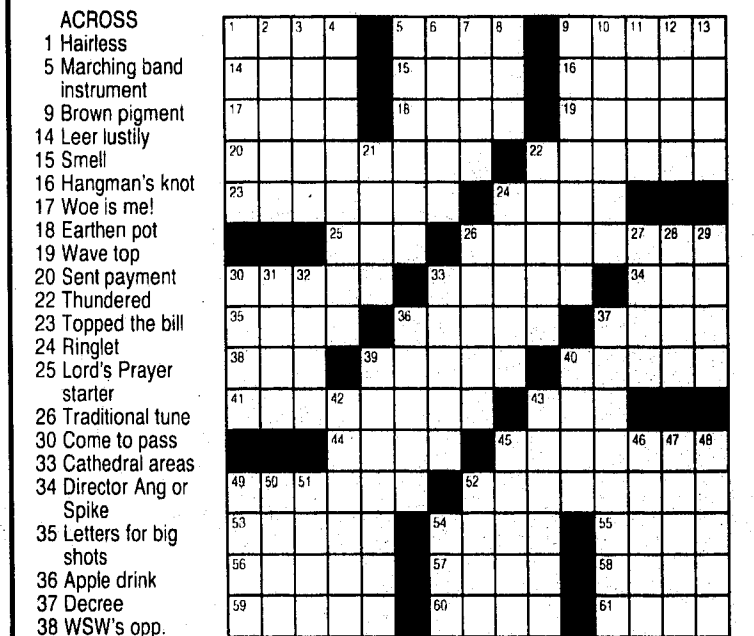 ACROSS
1 Hairless
5 Marching band
instrument
9 Brown pigment
14 Leer lustily
15 Smell
16 Hangman's knot
17 Woe is me!
18 Earthen pot
19 Wave top
20 Sent payment
22 Thundered
23 Topped the bill
24 Ringlet
25 Lord's Prayer
starter
26 Traditional tune
30 Come to pass
33 Cathedral areas
34 Director Ang or
Spike
35 Letters for big
shots
36 Apple drink
37 Decree
38 WSW's opp.
1 2 3 4 5 6 7 8 9 10 11 12 13
14 15 16
17 18 19
20 21 22
23 24
25 26 27 28 29
30 31 32 33 34
35 36 37
38 39 40
41 42 43
44 45 46 47 48
49 50 51 52
53 54 55
56 57 58
59 60 61